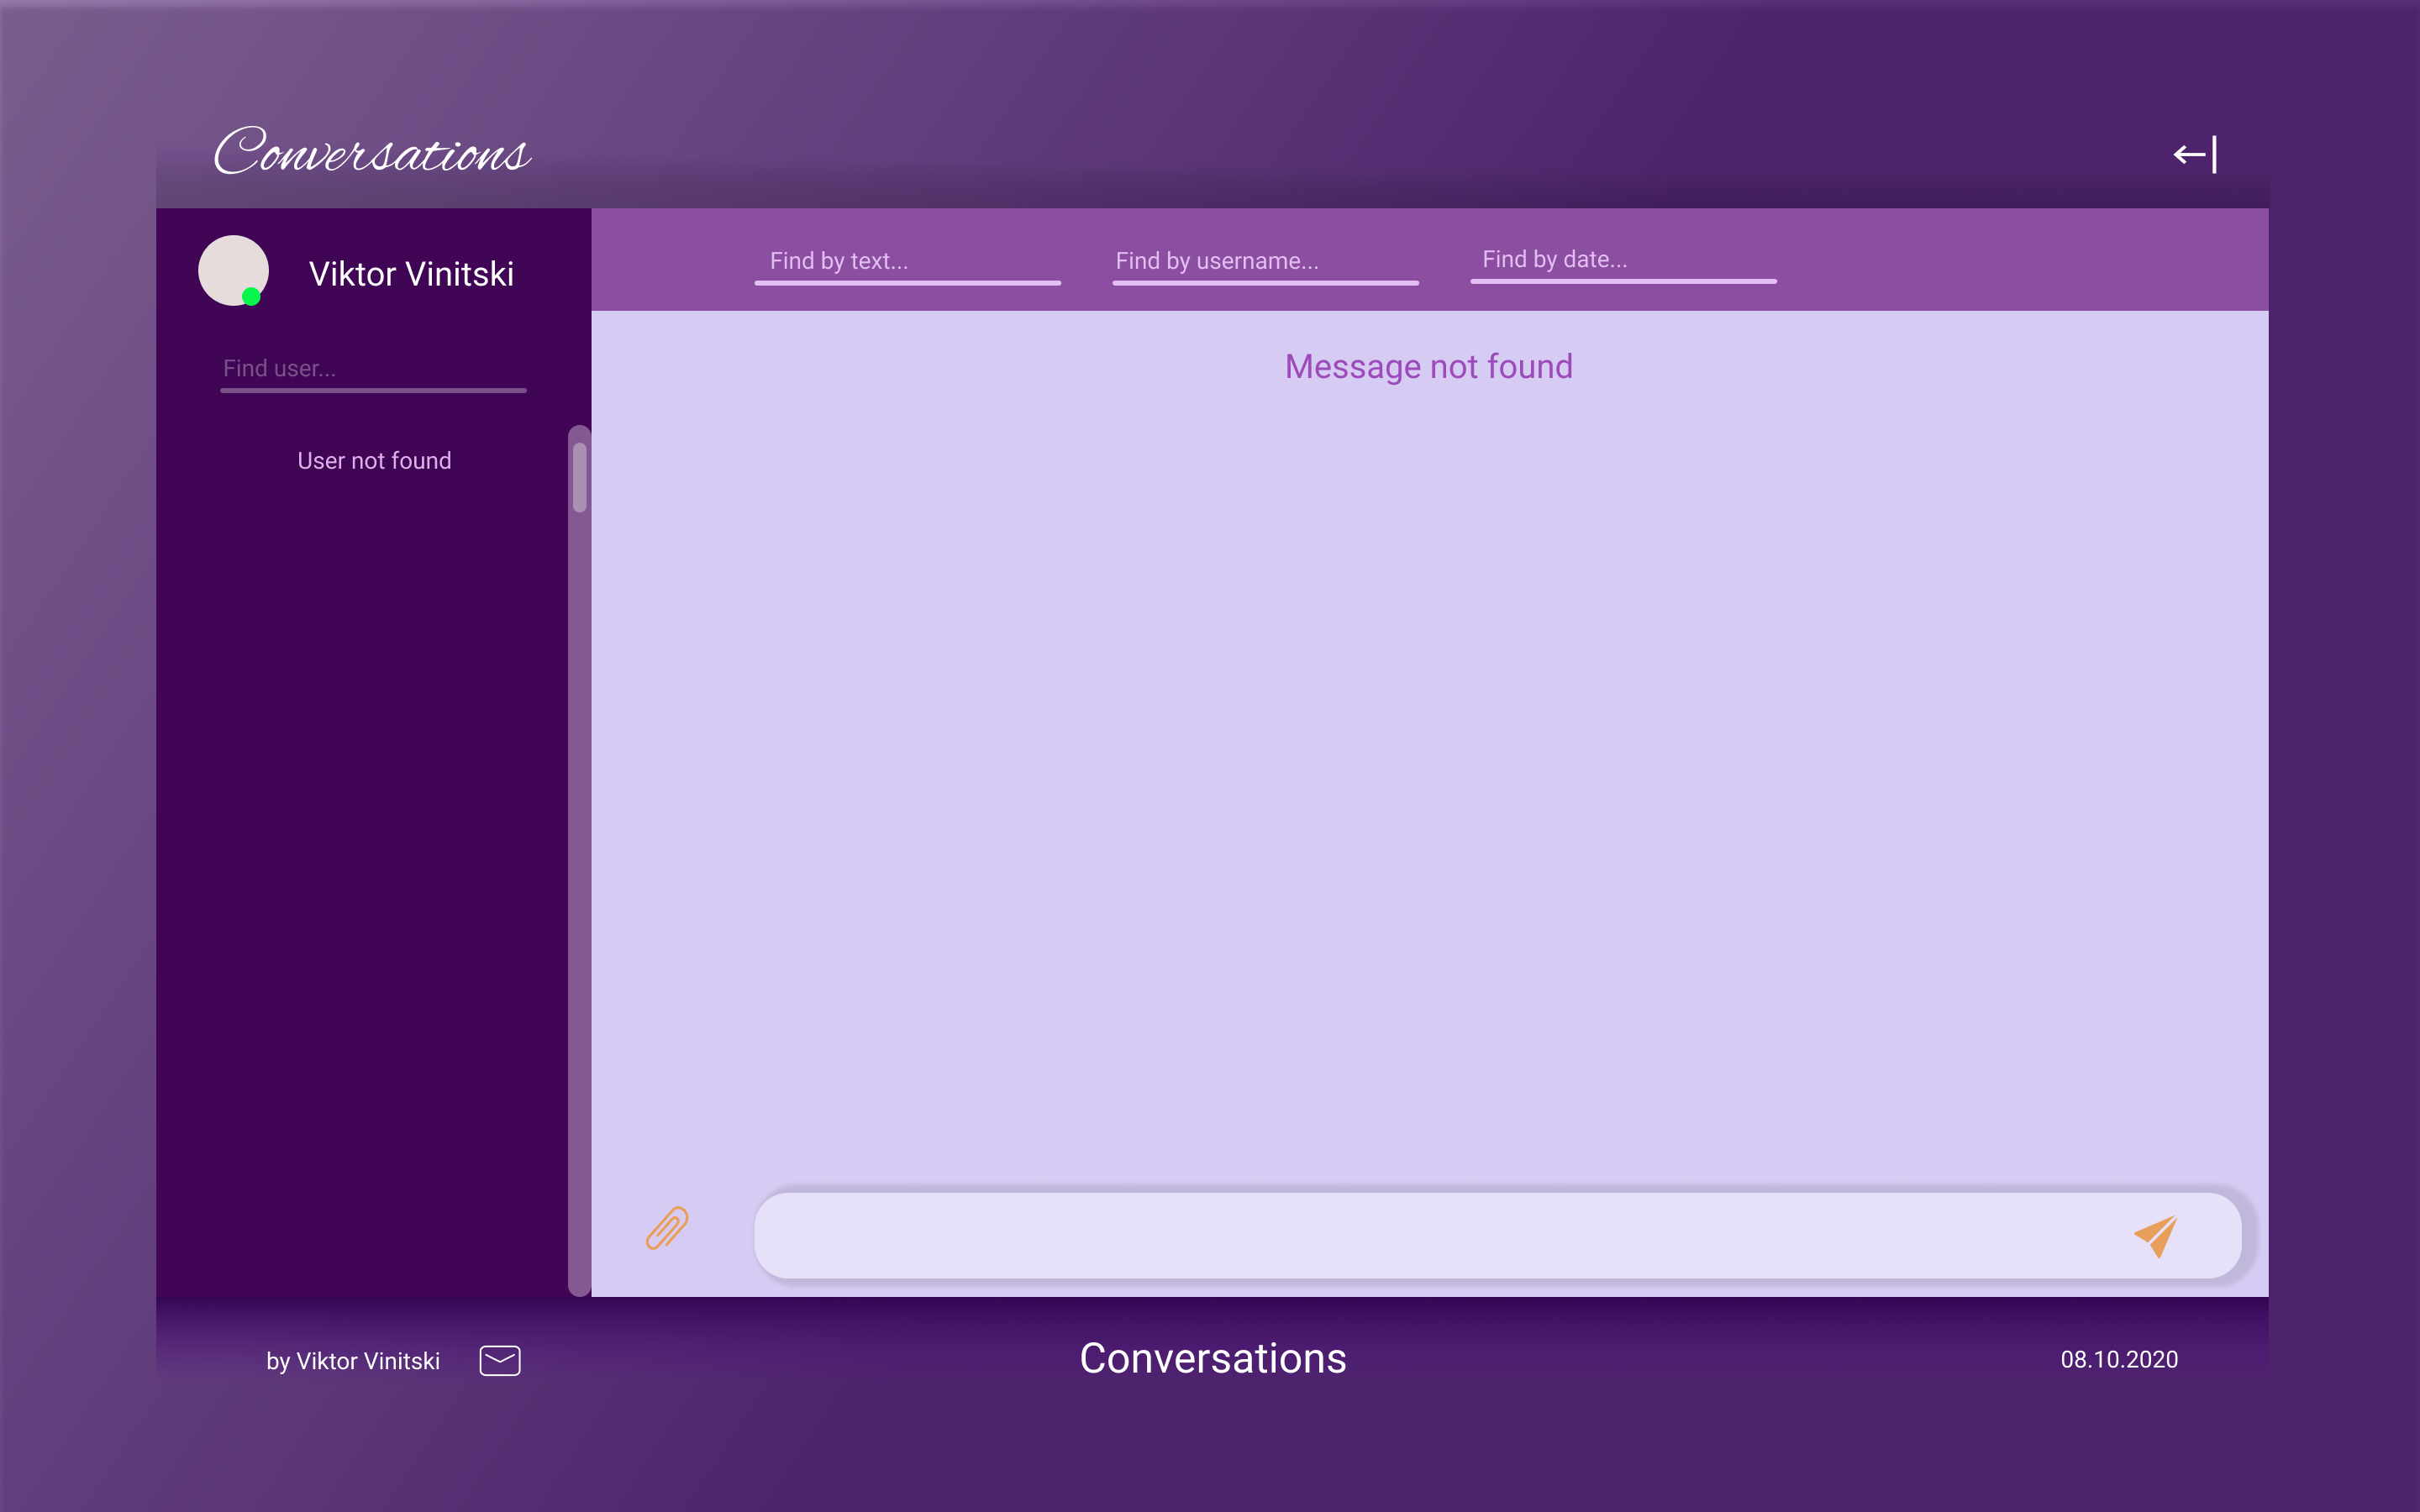 Conversations
Viktor Vinitski
Find by text...
Find by username...
Find by date...
Find user...
Message not found
User not found
by Viktor Vinitski
Conversations
08.10.2020